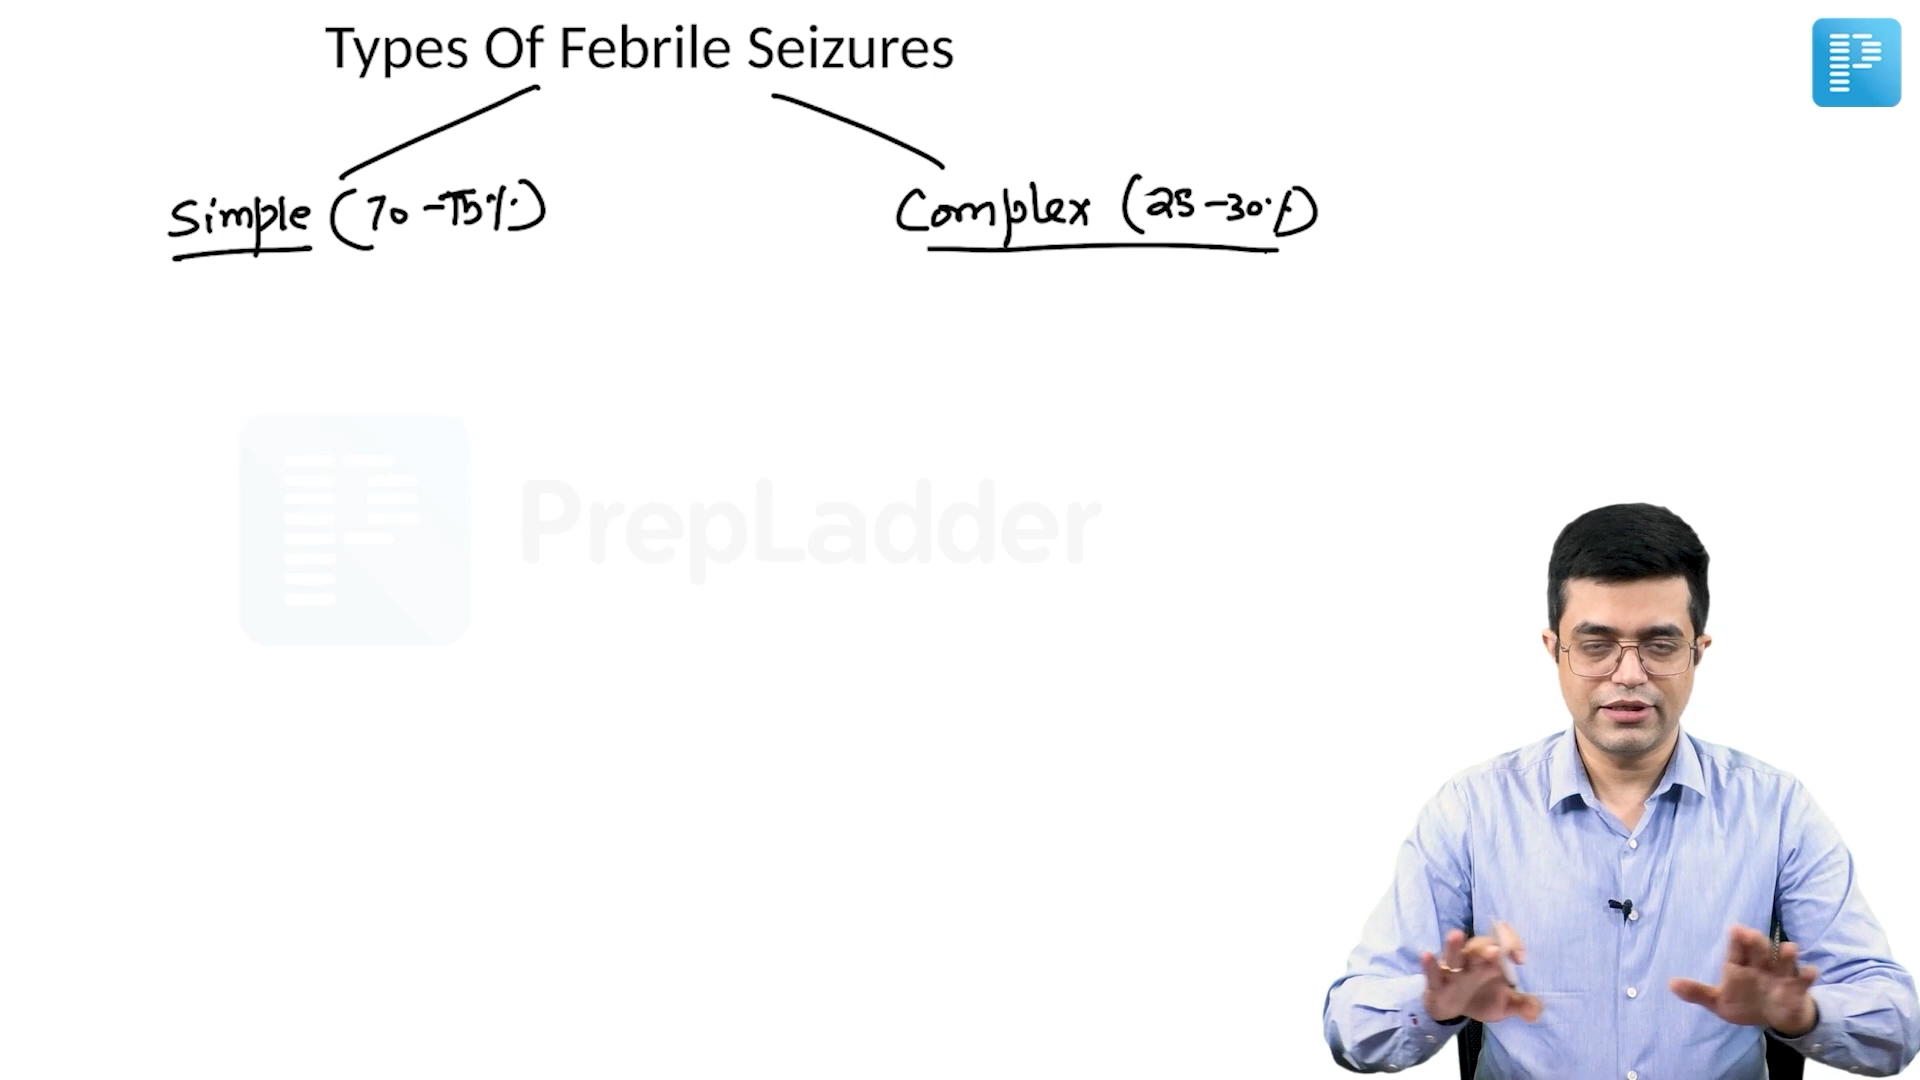 Types Of Febrile Seizures
Simple (70-75%)
Complex (25-30%)
PrepLadder